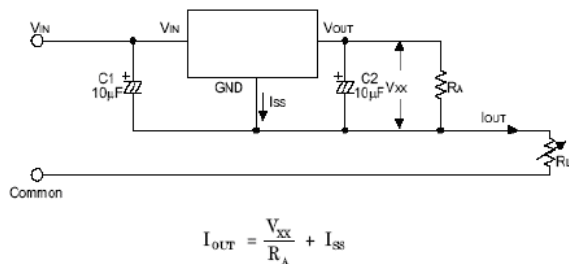 VIN
VIN
VOUT
C1
10µF
GND
ISS
C2
10µF
VXX
RA
IOUT
RL
Common
IOUT = VXX / RA + ISS